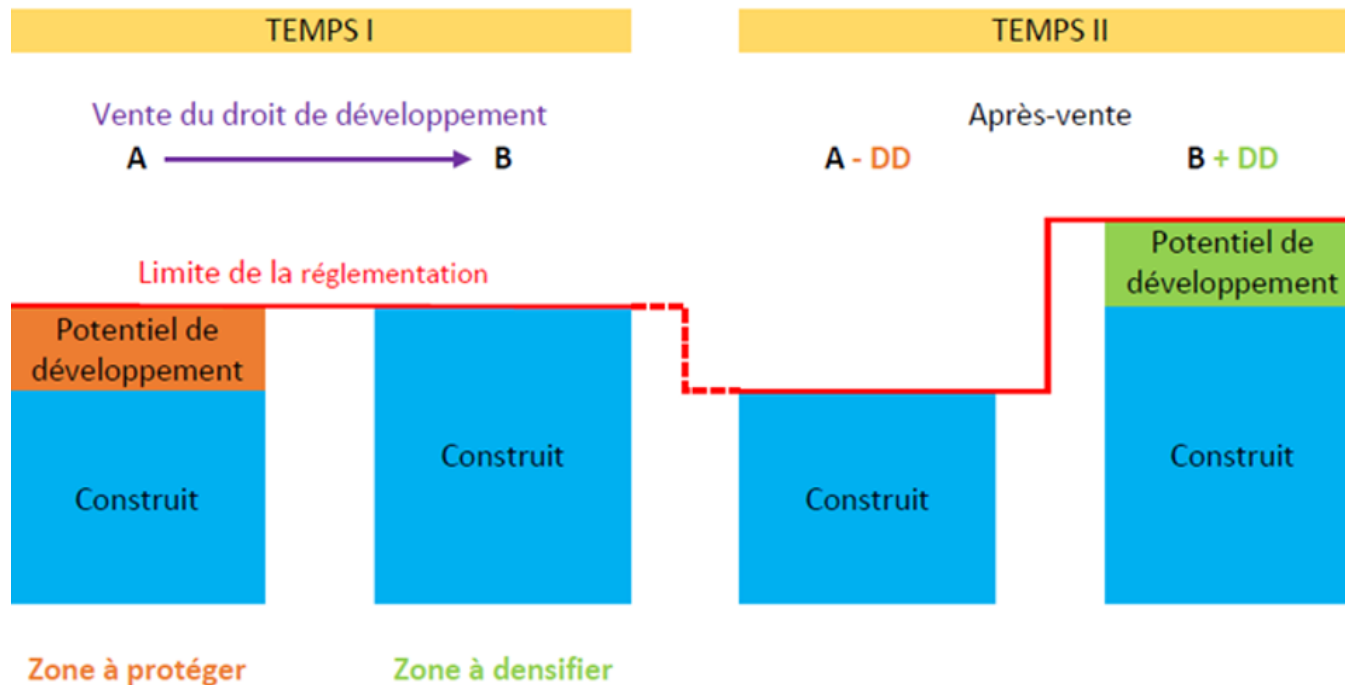 TEMPS I
TEMPS II
Vente du droit de développement
A
B
Après-vente
A - DD
B + DD
Limite de la réglementation
Potentiel de
développement
Construit
Construit
Construit
Potentiel de
développement
Construit
Zone à protéger
Zone à densifier